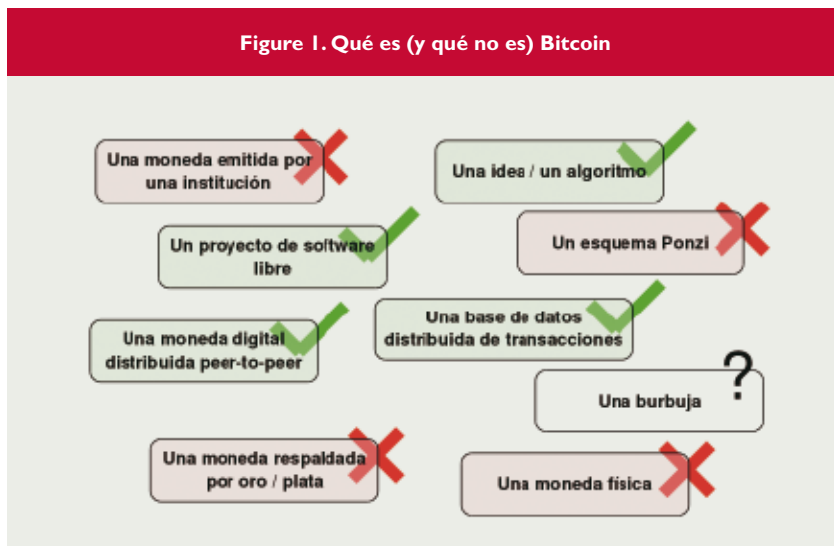 Figure 1. Qué es (y qué no es) Bitcoin
Una moneda emitida por
una institución
Una idea / un algoritmo
Un proyecto de software
libre
Un esquema Ponzi
Una moneda digital
distribuida peer-to-peer
Una base de datos
distribuida de transacciones
?
Una burbuja
Una moneda respaldada
por oro / plata
Una moneda física